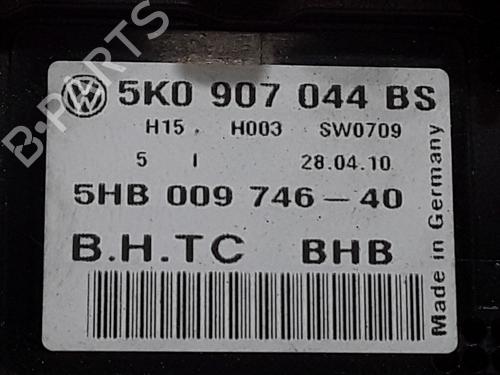 5K0 907 044 BS
H15 H003 SW0709
5 I 28.04.10
5HB 009 746-40
B.H.TC BHB
Made in Germany
B-PARTS